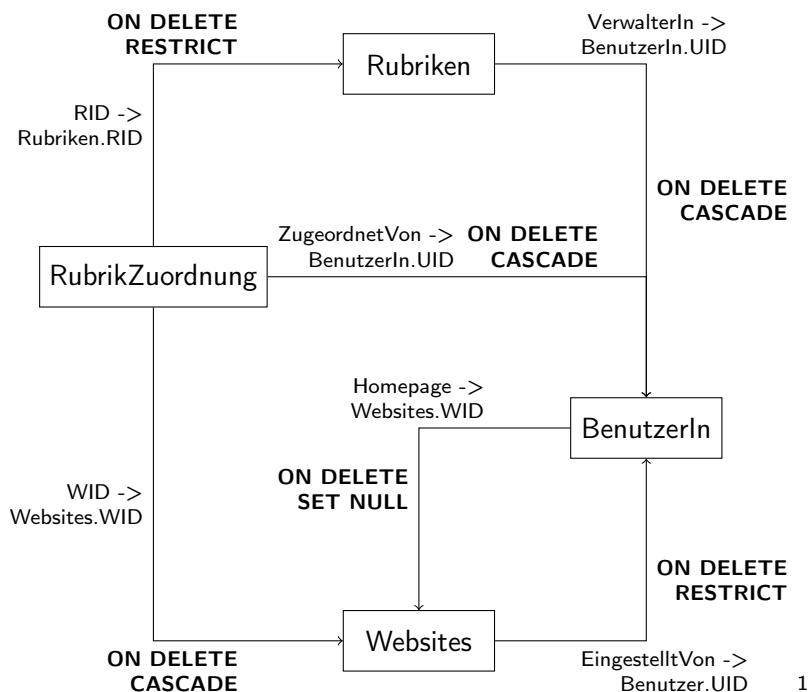 ON DELETE
RESTRICT
VerwalterIn ->
BenutzerIn.UID
Rubriken
RID ->
Rubriken.RID
ON DELETE
CASCADE
ZugeordnetVon ->
BenutzerIn.UID
ON DELETE
CASCADE
RubrikZuordnung
Homepage ->
Websites.WID
BenutzerIn
ON DELETE
SET NULL
WID ->
Websites.WID
ON DELETE
RESTRICT
Websites
ON DELETE
CASCADE
EingestelltVon ->
Benutzer.UID
1